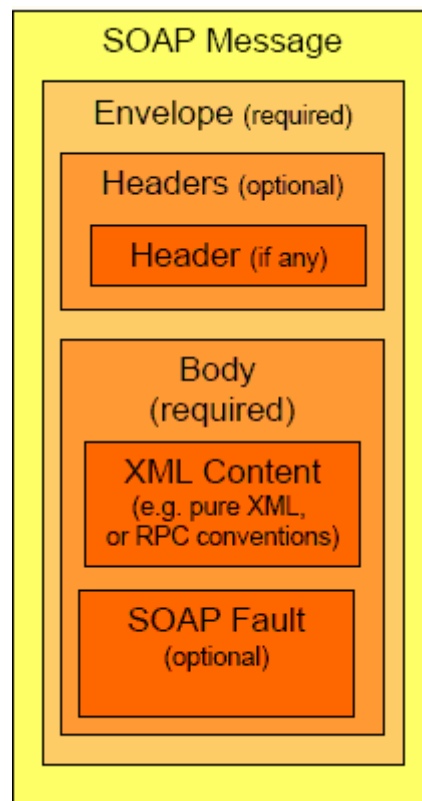 SOAP Message
Envelope (required)
Headers (optional)
Header (if any)
Body
(required)
XML Content
(e.g. pure XML,
or RPC conventions)
SOAP Fault
(optional)